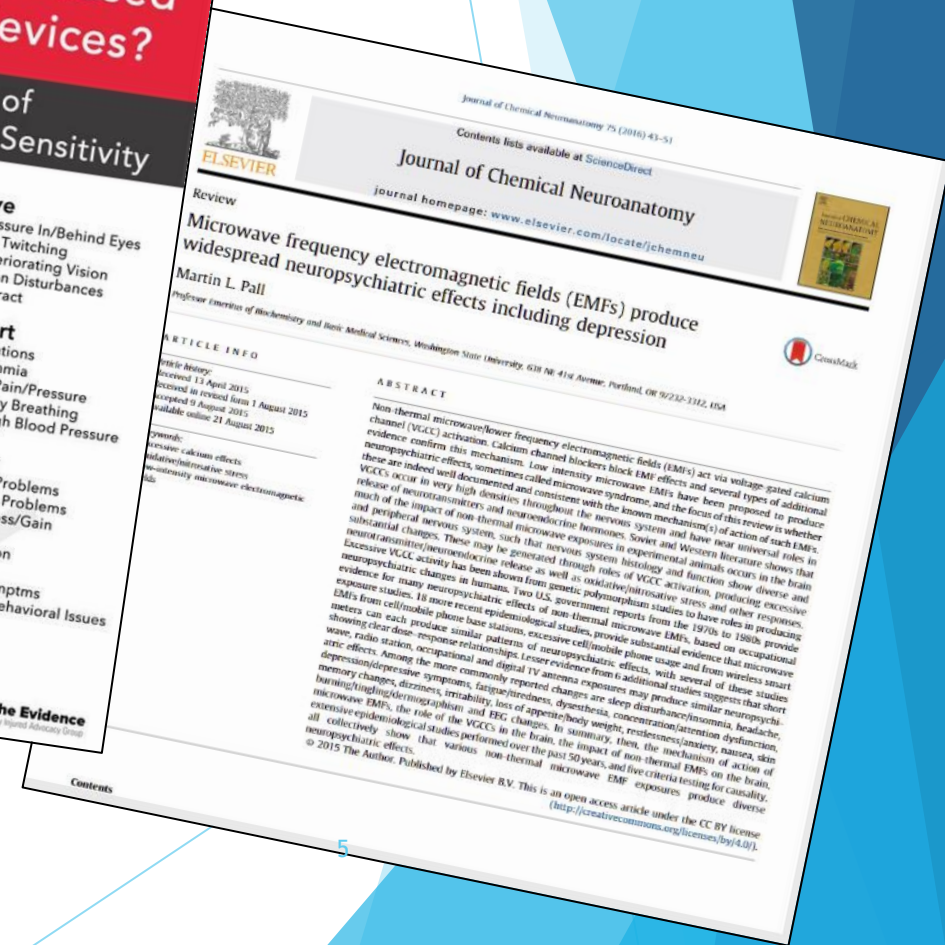 evices?
of
Sensitivity
ssure In/Behind Eyes
Twitching
eriorating Vision
n Disturbances
ract
rt
tions
mia
Pain/Pressure
y Breathing
gh Blood Pressure
Problems
Problems
ss/Gain
on
mptms
ehavioral Issues
he Evidence
Injured Advocacy Group
Journal of Chemical Neuroanatomy 75 (2016) 43–51
Contents lists available at ScienceDirect
Journal of Chemical Neuroanatomy
journal homepage: www.elsevier.com/locate/jchemneu
ELSEVIER
Review
Microwave frequency electromagnetic fields (EMFs) produce
widespread neuropsychiatric effects including depression
Martin L. Pall
Professor Emeritus of Biochemistry and Basic Medical Sciences, Washington State University, 638 NE 41st Avenue, Portland, OR 97232-3312, USA
CrossMark
ARTICLE INFO
Article history:
Received 13 April 2015
Received in revised form 1 August 2015
Accepted 9 August 2015
Available online 21 August 2015
eywords:
xcessive calcium effects
xidative/nitrosative stress
ow-intensity microwave electromagnetic
lds
ABSTRACT
Non-thermal microwave/lower frequency electromagnetic fields (EMFs) act via voltage-gated calcium
channel (VGCC) activation. Calcium channel blockers block EMF effects and several types of additional
evidence confirm this mechanism. Low intensity microwave EMFs have been proposed to produce
neuropsychiatric effects, sometimes called microwave syndrome, and the focus of this review is whether
these are indeed well documented and consistent with the known mechanism(s) of action of such EMFs.
VGCCs occur in very high densities throughout the nervous system and have near universal roles in
release of neurotransmitters and neuroendocrine hormones. Soviet and Western literature shows that
much of the impact of non-thermal microwave exposures in experimental animals occurs in the brain
and peripheral nervous system, such that nervous system histology and function show diverse and
substantial changes. These may be generated through roles of VGCC activation, producing excessive
neurotransmitter/neuroendocrine release as well as oxidative/nitrosative stress and other responses.
Excessive VGCC activity has been shown from genetic polymorphism studies to have roles in producing
neuropsychiatric changes in humans. Two U.S. government reports from the 1970s to 1980s provide
evidence for many neuropsychiatric effects of non-thermal microwave EMFs, based on occupational
exposure studies. 18 more recent epidemiological studies, provide substantial evidence that microwave
EMFs from cell/mobile phone base stations, excessive cell/mobile phone usage and from wireless smart
meters can each produce similar patterns of neuropsychiatric effects, with several of these studies
showing clear dose–response relationships. Lesser evidence from 6 additional studies suggests that short
wave, radio station, occupational and digital TV antenna exposures may produce similar neuropsychi-
atric effects. Among the more commonly reported changes are sleep disturbance/insomnia, headache,
depression/depressive symptoms, fatigue/tiredness, dysesthesia, concentration/attention dysfunction,
memory changes, dizziness, irritability, loss of appetite/body weight, restlessness/anxiety, nausea, skin
burning/tingling/dermographism and EEG changes. In summary, then, the mechanism of action of
microwave EMFs, the role of the VGCCs in the brain, the impact of non-thermal EMFs on the brain,
extensive epidemiological studies performed over the past 50 years, and five criteria testing for causality,
all collectively show that various non-thermal microwave EMF exposures produce diverse
neuropsychiatric effects.
© 2015 The Author. Published by Elsevier B.V. This is an open access article under the CC BY license
(http://creativecommons.org/licenses/by/4.0/).
Contents
5